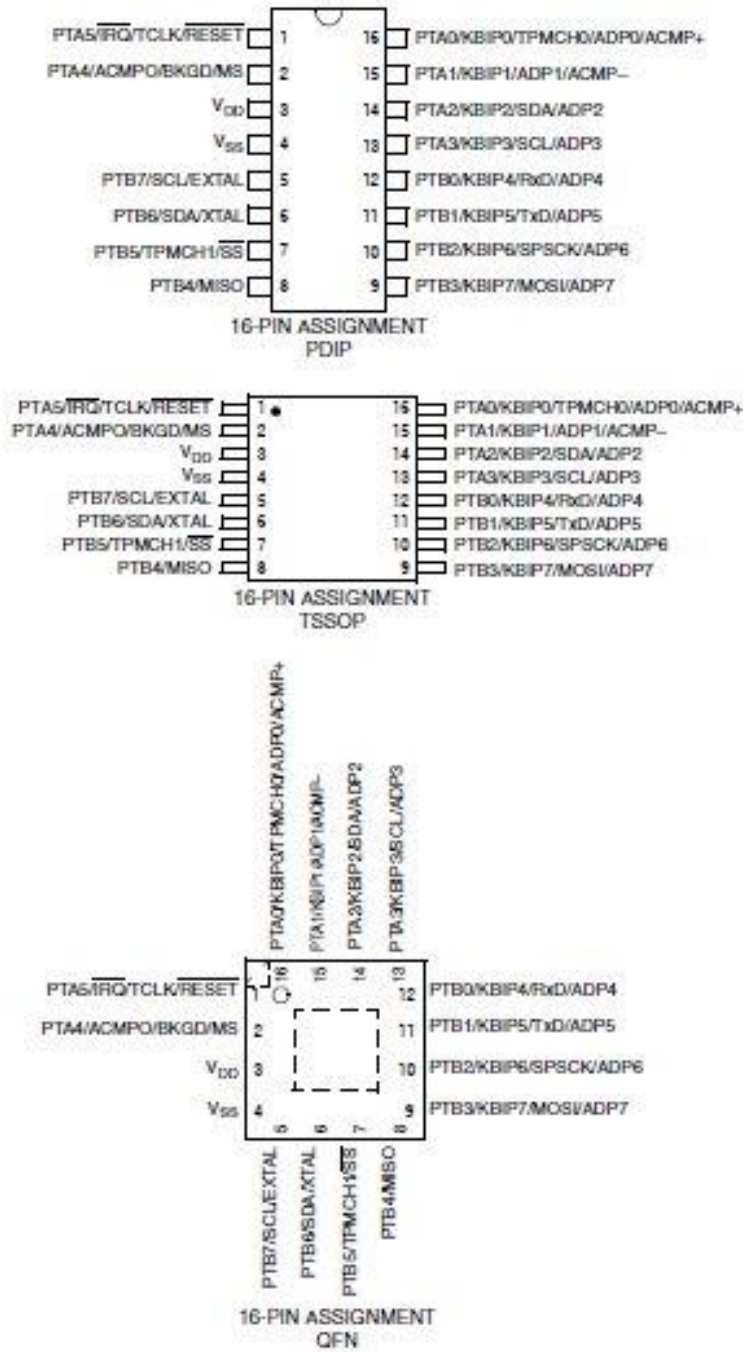 PTA5/IRQ/TCLK/RESET 1 16 PTA0/KBIP0/TPMCH0/ADP0/ACMP+
PTA4/ACMPO/BKGD/MS 2 15 PTA1/KBIP1/ADP1/ACMP–
VDD 3 14 PTA2/KBIP2/SDA/ADP2
VSS 4 13 PTA3/KBIP3/SCL/ADP3
PTB7/SCL/EXTAL 5 12 PTB0/KBIP4/RxD/ADP4
PTB6/SDA/XTAL 6 11 PTB1/KBIP5/TxD/ADP5
PTB5/TPMCH1/SS 7 10 PTB2/KBIP6/SPSCK/ADP6
PTB4/MISO 8 9 PTB3/KBIP7/MOSI/ADP7
16-PIN ASSIGNMENT
PDIP
PTA5/IRQ/TCLK/RESET 1 16 PTA0/KBIP0/TPMCH0/ADP0/ACMP+
PTA4/ACMPO/BKGD/MS 2 15 PTA1/KBIP1/ADP1/ACMP–
VDD 3 14 PTA2/KBIP2/SDA/ADP2
VSS 4 13 PTA3/KBIP3/SCL/ADP3
PTB7/SCL/EXTAL 5 12 PTB0/KBIP4/RxD/ADP4
PTB6/SDA/XTAL 6 11 PTB1/KBIP5/TxD/ADP5
PTB5/TPMCH1/SS 7 10 PTB2/KBIP6/SPSCK/ADP6
PTB4/MISO 8 9 PTB3/KBIP7/MOSI/ADP7
16-PIN ASSIGNMENT
TSSOP
PTA0/KBIP0/TPMCH0/ADP0/ACMP+
PTA1/KBIP1/ADP1/ACMP–
PTA2/KBIP2/SDA/ADP2
PTA3/KBIP3/SCL/ADP3
16 15 14 13
PTA5/IRQ/TCLK/RESET 1 12 PTB0/KBIP4/RxD/ADP4
PTA4/ACMPO/BKGD/MS 2 11 PTB1/KBIP5/TxD/ADP5
VDD 3 10 PTB2/KBIP6/SPSCK/ADP6
VSS 4 9 PTB3/KBIP7/MOSI/ADP7
5 6 7 8
PTB7/SCL/EXTAL
PTB6/SDA/XTAL
PTB5/TPMCH1/SS
PTB4/MISO
16-PIN ASSIGNMENT
QFN